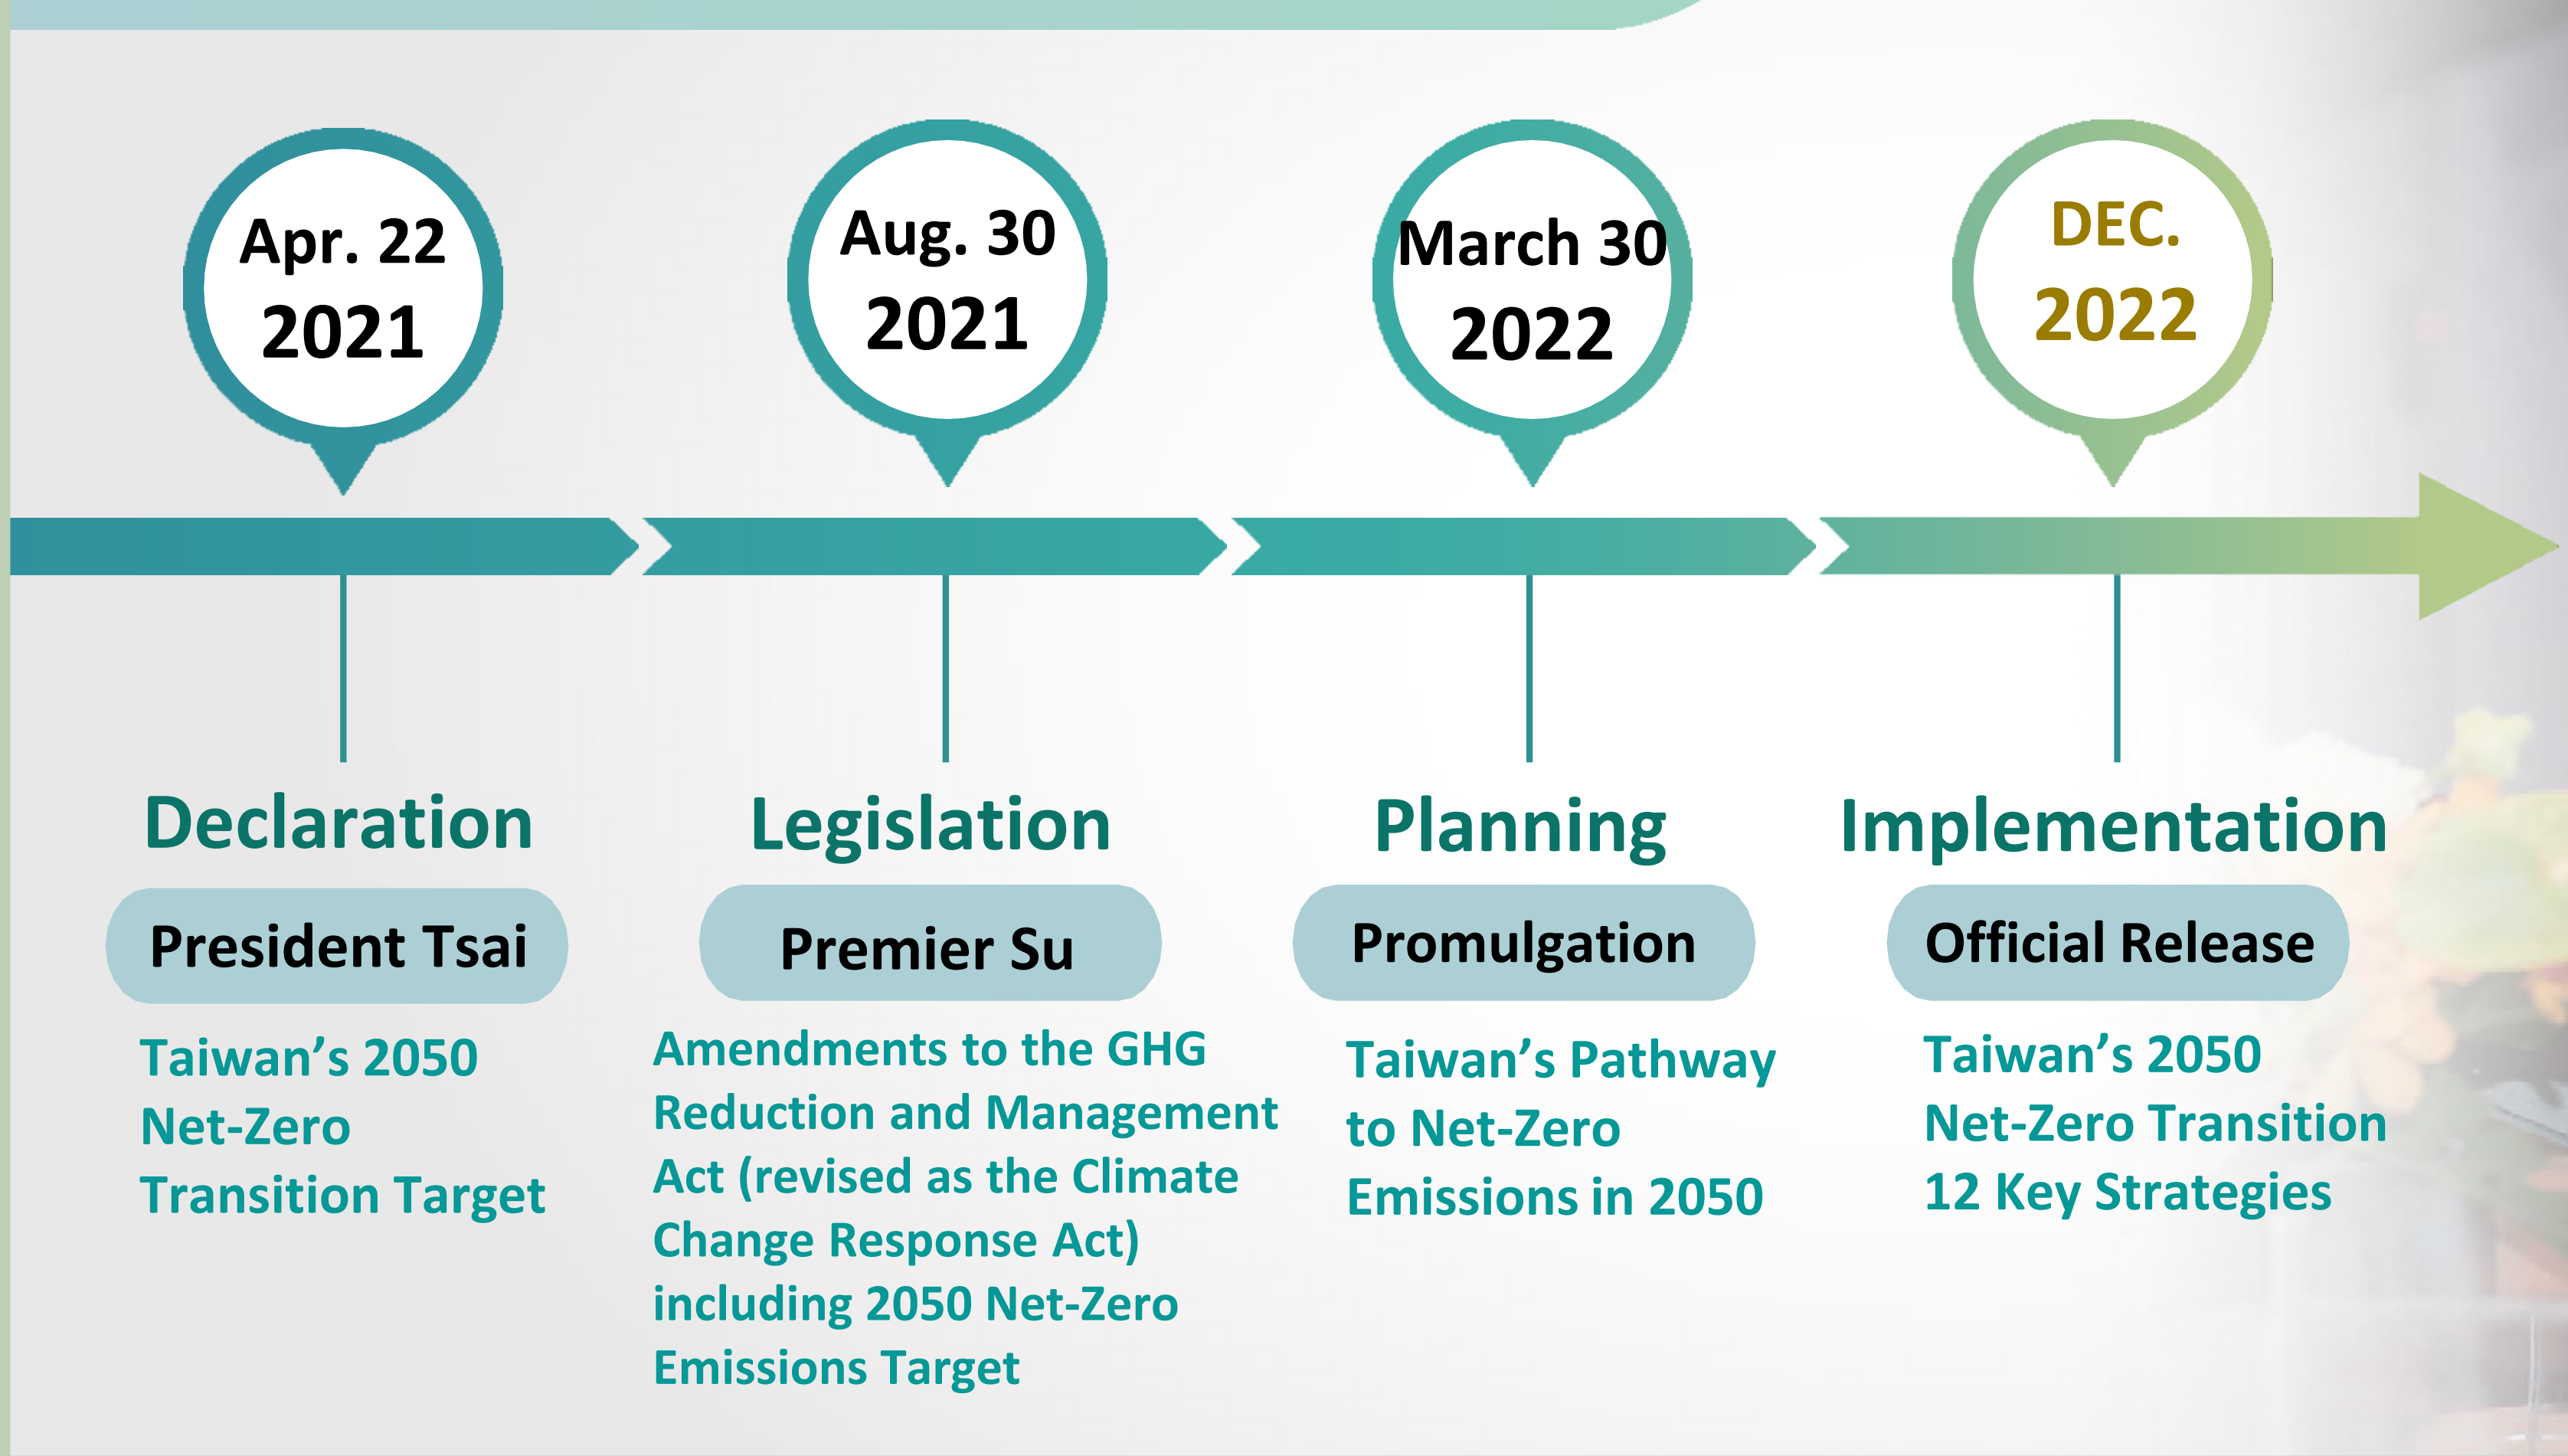 Apr. 22
2021
Aug. 30
2021
March 30
2022
DEC.
2022
Declaration
President Tsai
Taiwan’s 2050
Net-Zero
Transition Target
Legislation
Premier Su
Amendments to the GHG
Reduction and Management
Act (revised as the Climate
Change Response Act)
including 2050 Net-Zero
Emissions Target
Planning
Promulgation
Taiwan’s Pathway
to Net-Zero
Emissions in 2050
Implementation
Official Release
Taiwan’s 2050
Net-Zero Transition
12 Key Strategies